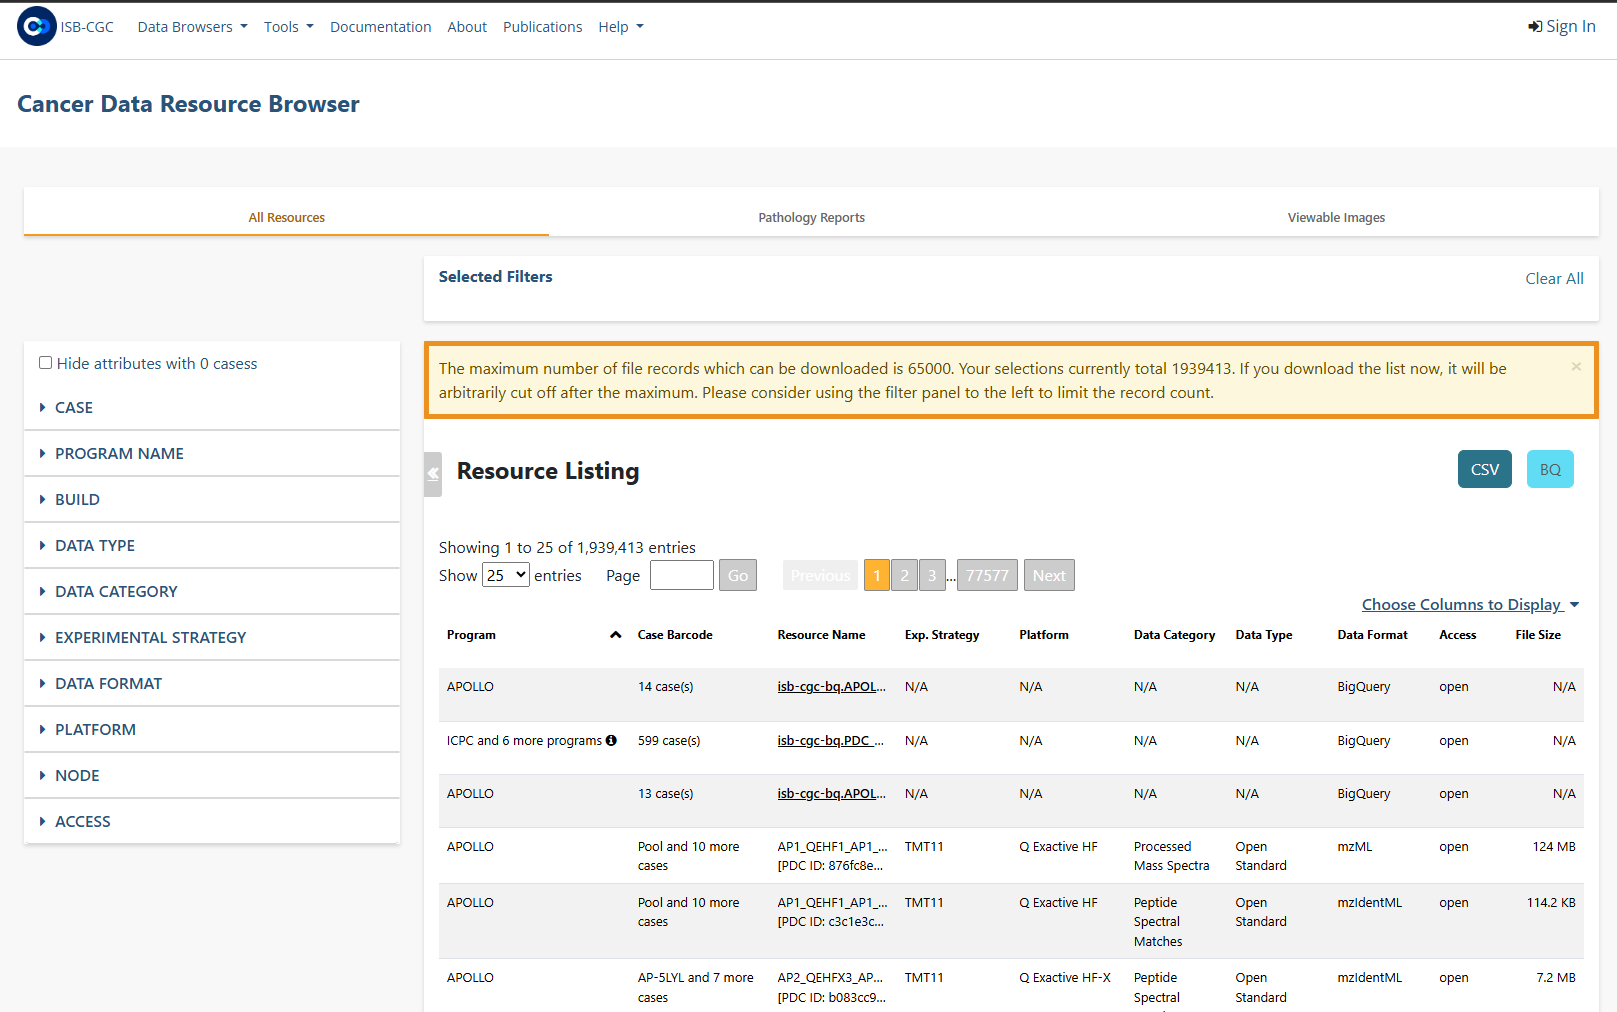 ISB-CGC Data Browsers Tools Documentation About Publications Help Sign In
Cancer Data Resource Browser
All Resources Pathology Reports Viewable Images
Selected Filters Clear All
Hide attributes with 0 casess
CASE
PROGRAM NAME
BUILD
DATA TYPE
DATA CATEGORY
EXPERIMENTAL STRATEGY
DATA FORMAT
PLATFORM
NODE
ACCESS
The maximum number of file records which can be downloaded is 65000. Your selections currently total 1939413. If you download the list now, it will be
arbitrarily cut off after the maximum. Please consider using the filter panel to the left to limit the record count.
×
Resource Listing CSV BQ
Showing 1 to 25 of 1,939,413 entries
Show 25 entries Page Go Previous 1 2 3 ... 77577 Next
Choose Columns to Display
Program Case Barcode Resource Name Exp. Strategy Platform Data Category Data Type Data Format Access File Size
APOLLO 14 case(s) isb-cgc-bq.APOL... N/A N/A N/A N/A BigQuery open N/A
ICPC and 6 more programs 599 case(s) isb-cgc-bq.PDC_... N/A N/A N/A N/A BigQuery open N/A
APOLLO 13 case(s) isb-cgc-bq.APOL... N/A N/A N/A N/A BigQuery open N/A
APOLLO Pool and 10 more AP1_QEHF1_AP1_... TMT11 Q Exactive HF Processed Open mzML open 124 MB
cases [PDC ID: 876fc8e... Mass Spectra Standard
APOLLO Pool and 10 more AP1_QEHF1_AP1_... TMT11 Q Exactive HF Peptide Open mzIdentML open 114.2 KB
cases [PDC ID: c3c1e3c... Spectral Standard
Matches
APOLLO AP-5LYL and 7 more AP2_QEHFX3_AP... TMT11 Q Exactive HF-X Peptide Open mzIdentML open 7.2 MB
cases [PDC ID: b083cc9... Spectral Standard